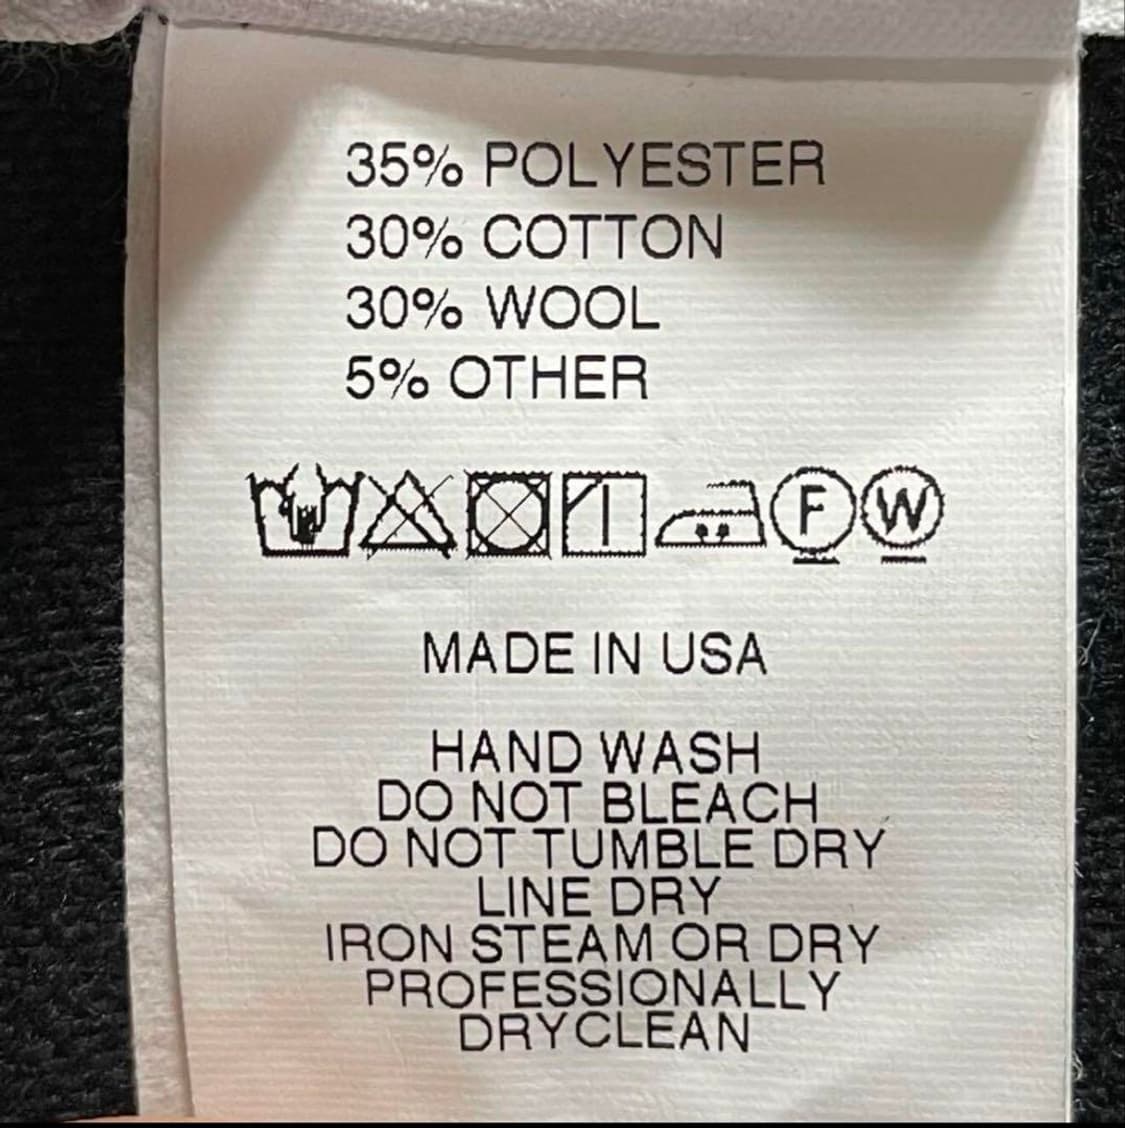 35% POLYESTER
30% COTTON
30% WOOL
5% OTHER
F W
MADE IN USA
HAND WASH
DO NOT BLEACH
DO NOT TUMBLE DRY
LINE DRY
IRON STEAM OR DRY
PROFESSIONALLY
DRYCLEAN